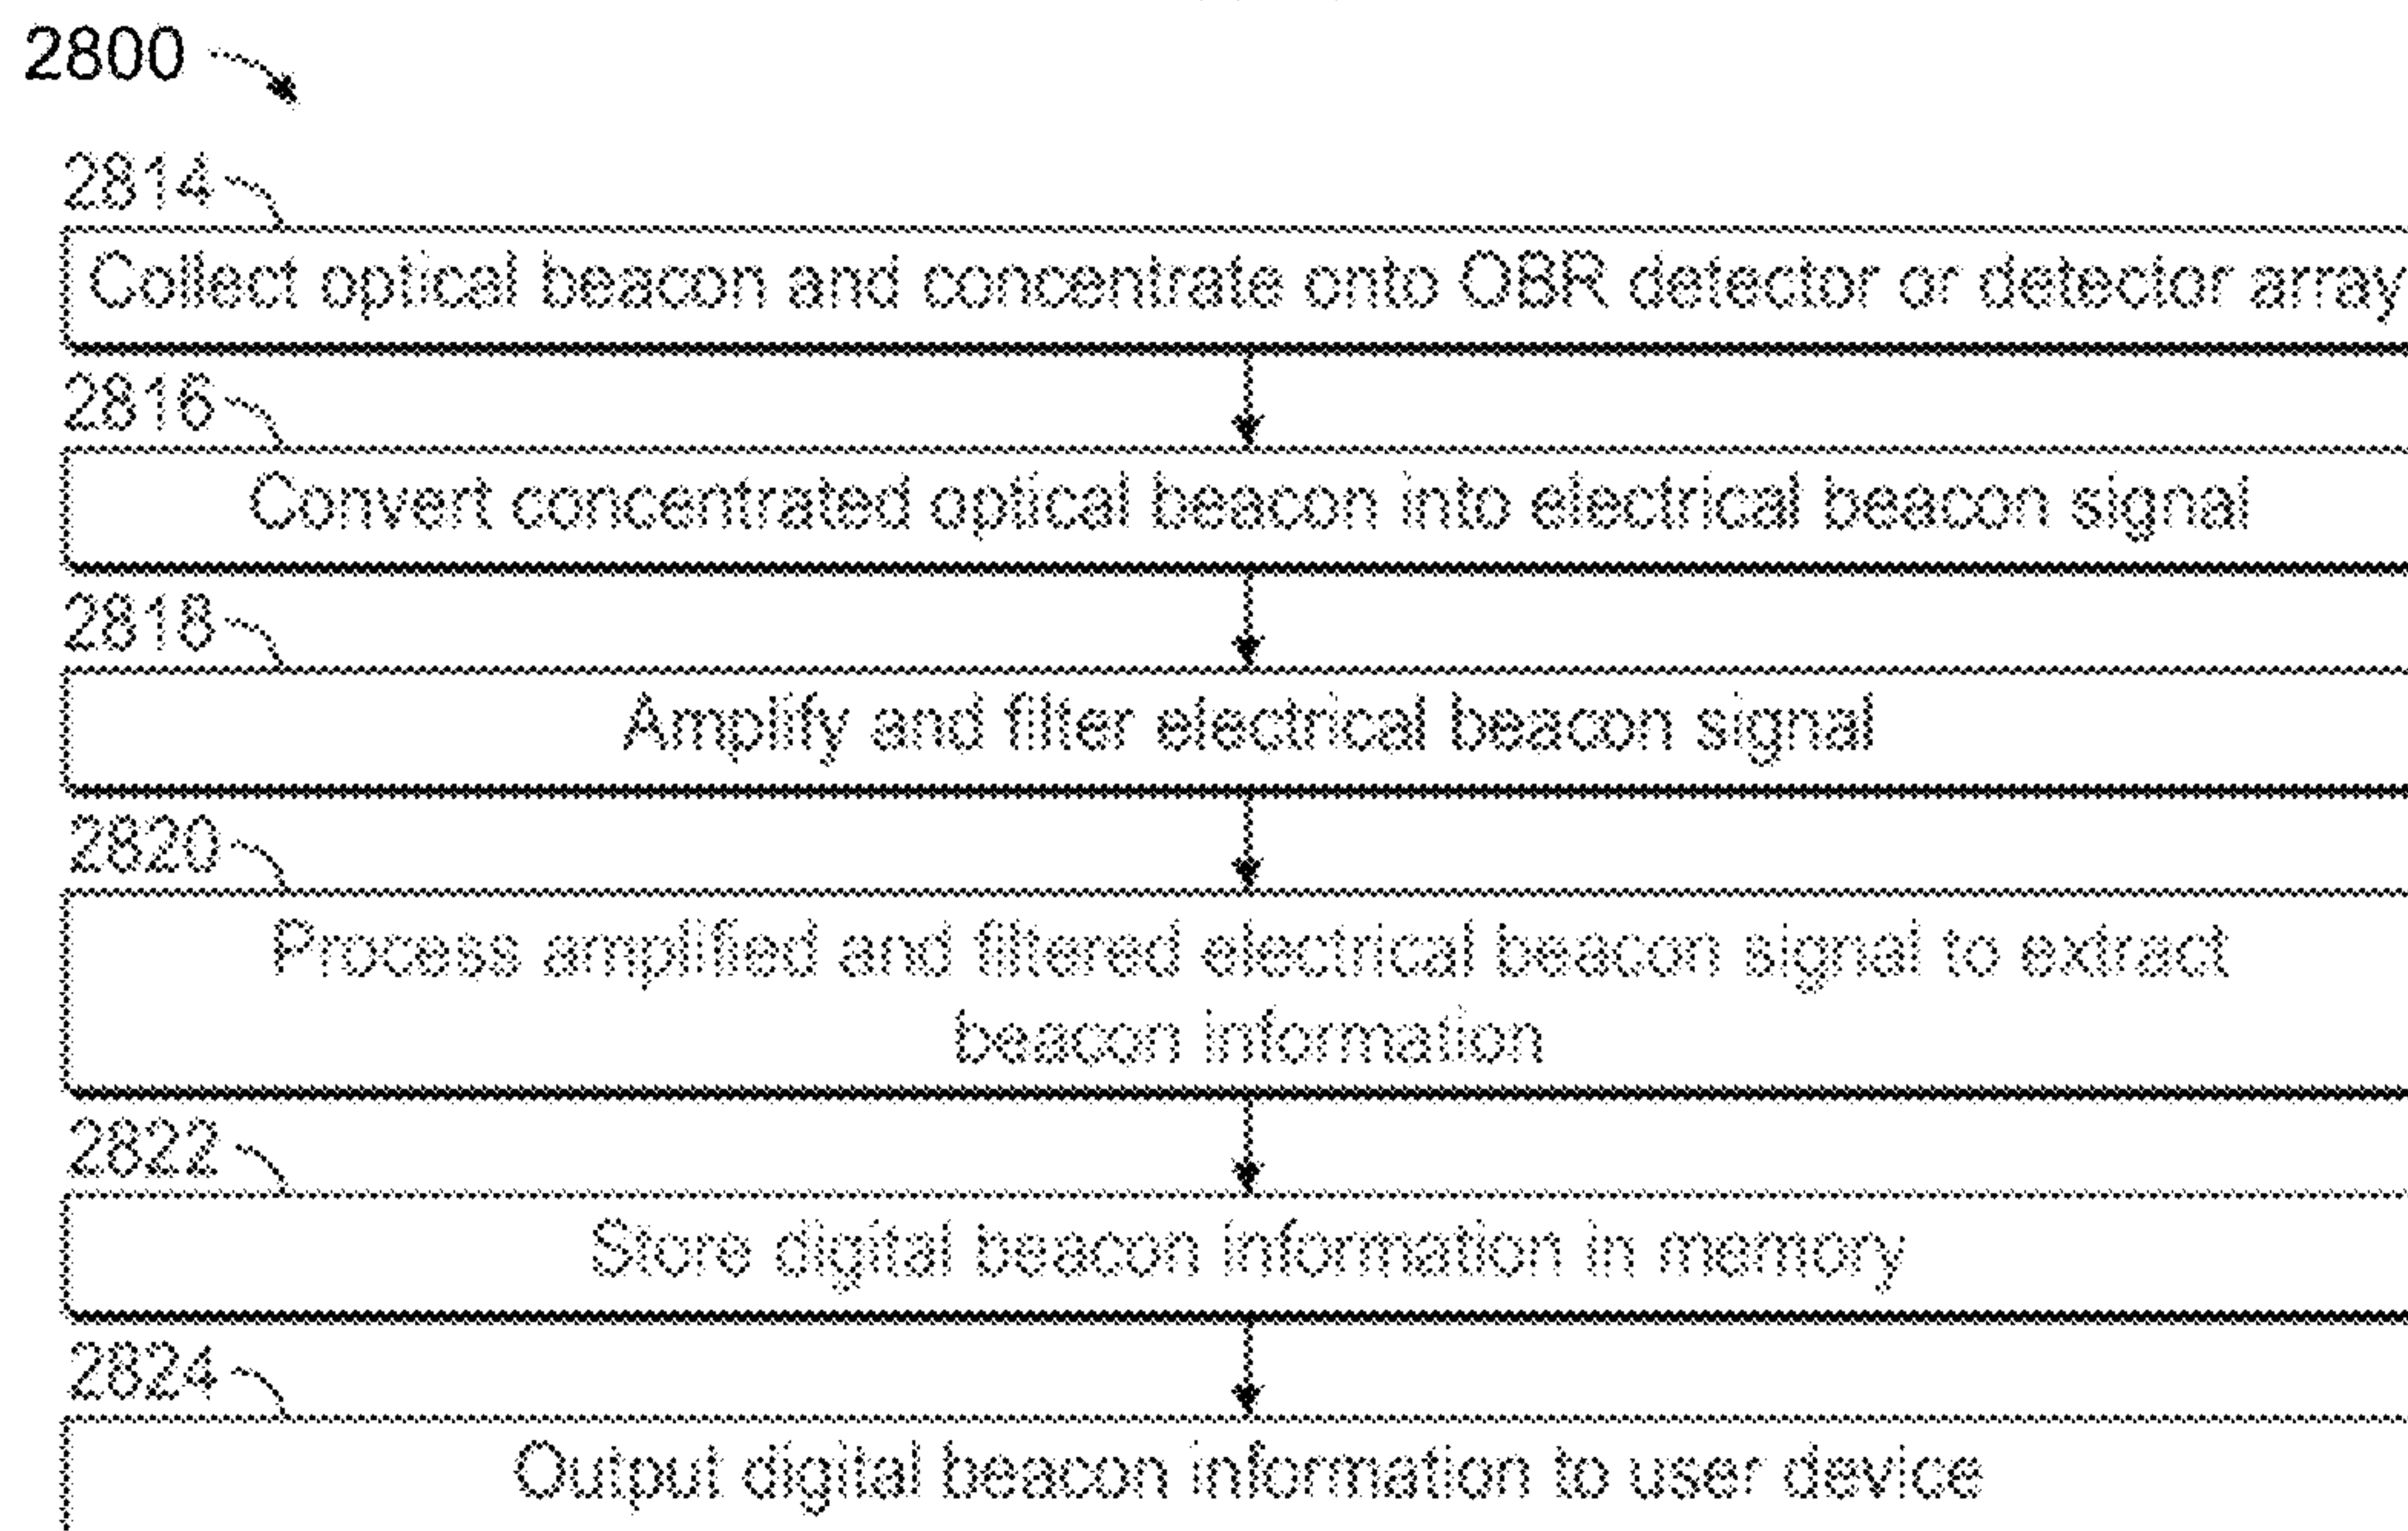 2800
2814
Collect optical beacon and concentrate onto OBR detector or detector array
2816
Convert concentrated optical beacon into electrical beacon signal
2818
Amplify and filter electrical beacon signal
2820
Process amplified and filtered electrical beacon signal to extract
beacon information
2822
Store digital beacon information in memory
2824
Output digital beacon information to user device